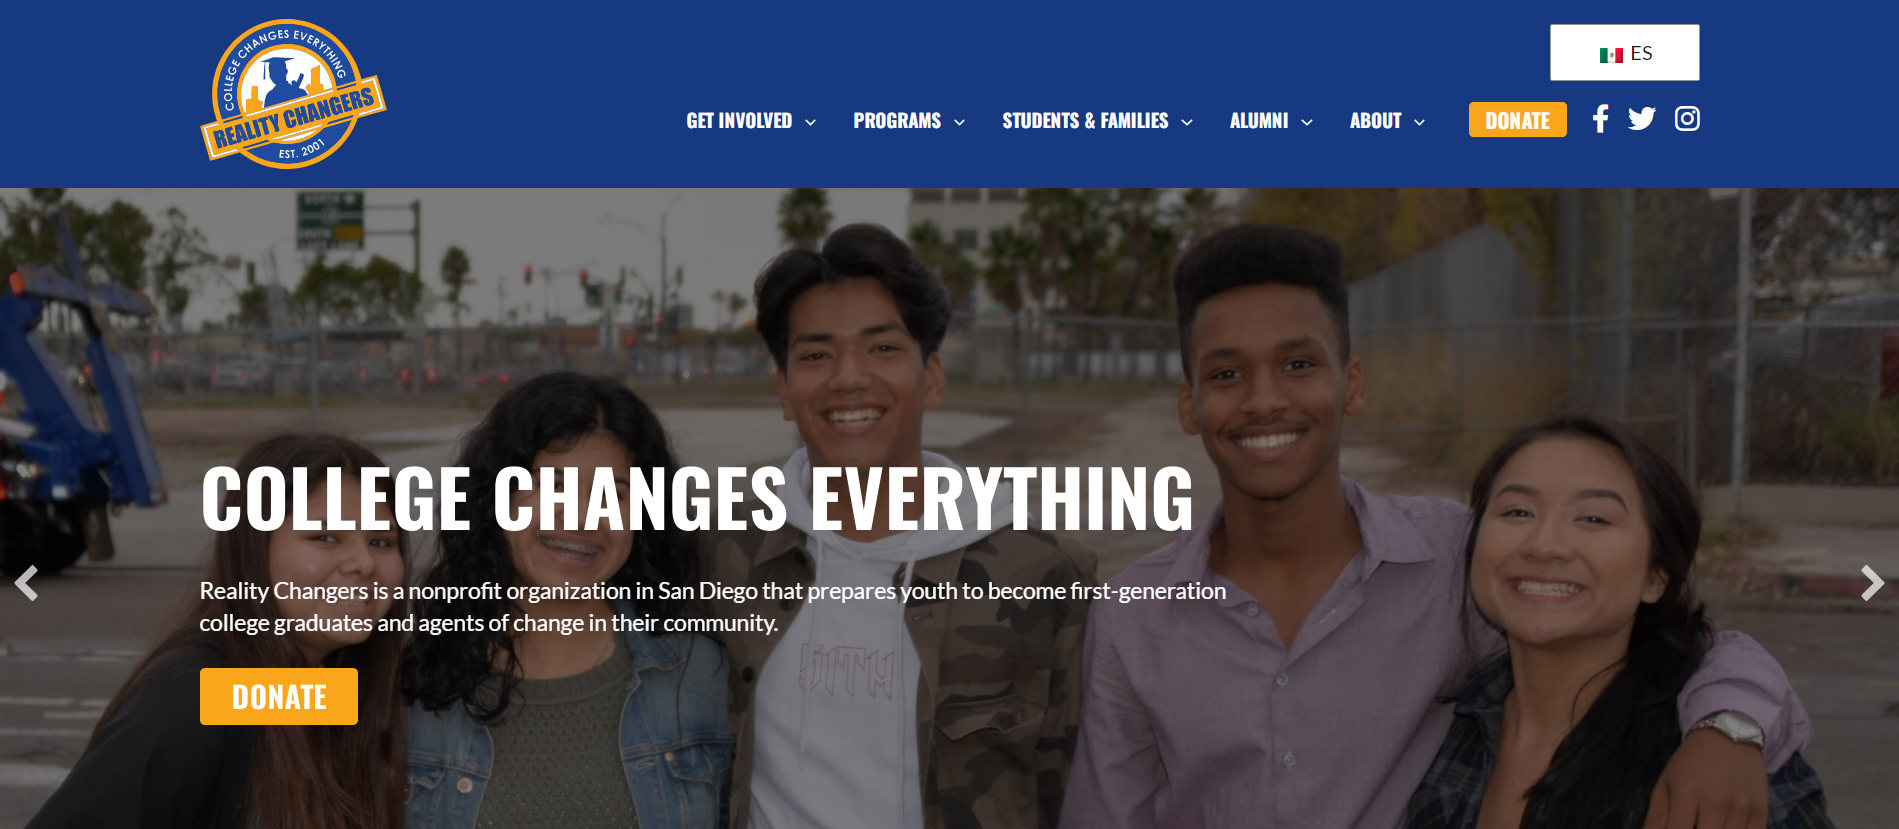 COLLEGE CHANGES EVERYTHING
REALITY CHANGERS
EST. 2001
ES
GET INVOLVED
PROGRAMS
STUDENTS & FAMILIES
ALUMNI
ABOUT
DONATE
COLLEGE CHANGES EVERYTHING
Reality Changers is a nonprofit organization in San Diego that prepares youth to become first-generation
college graduates and agents of change in their community.
DONATE